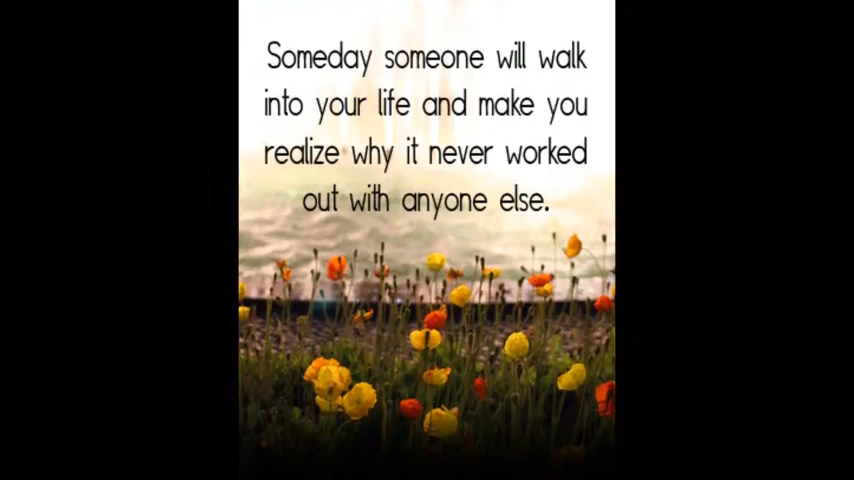 Someday someone will walk
into your life and make you
realize why it never worked
out with anyone else.